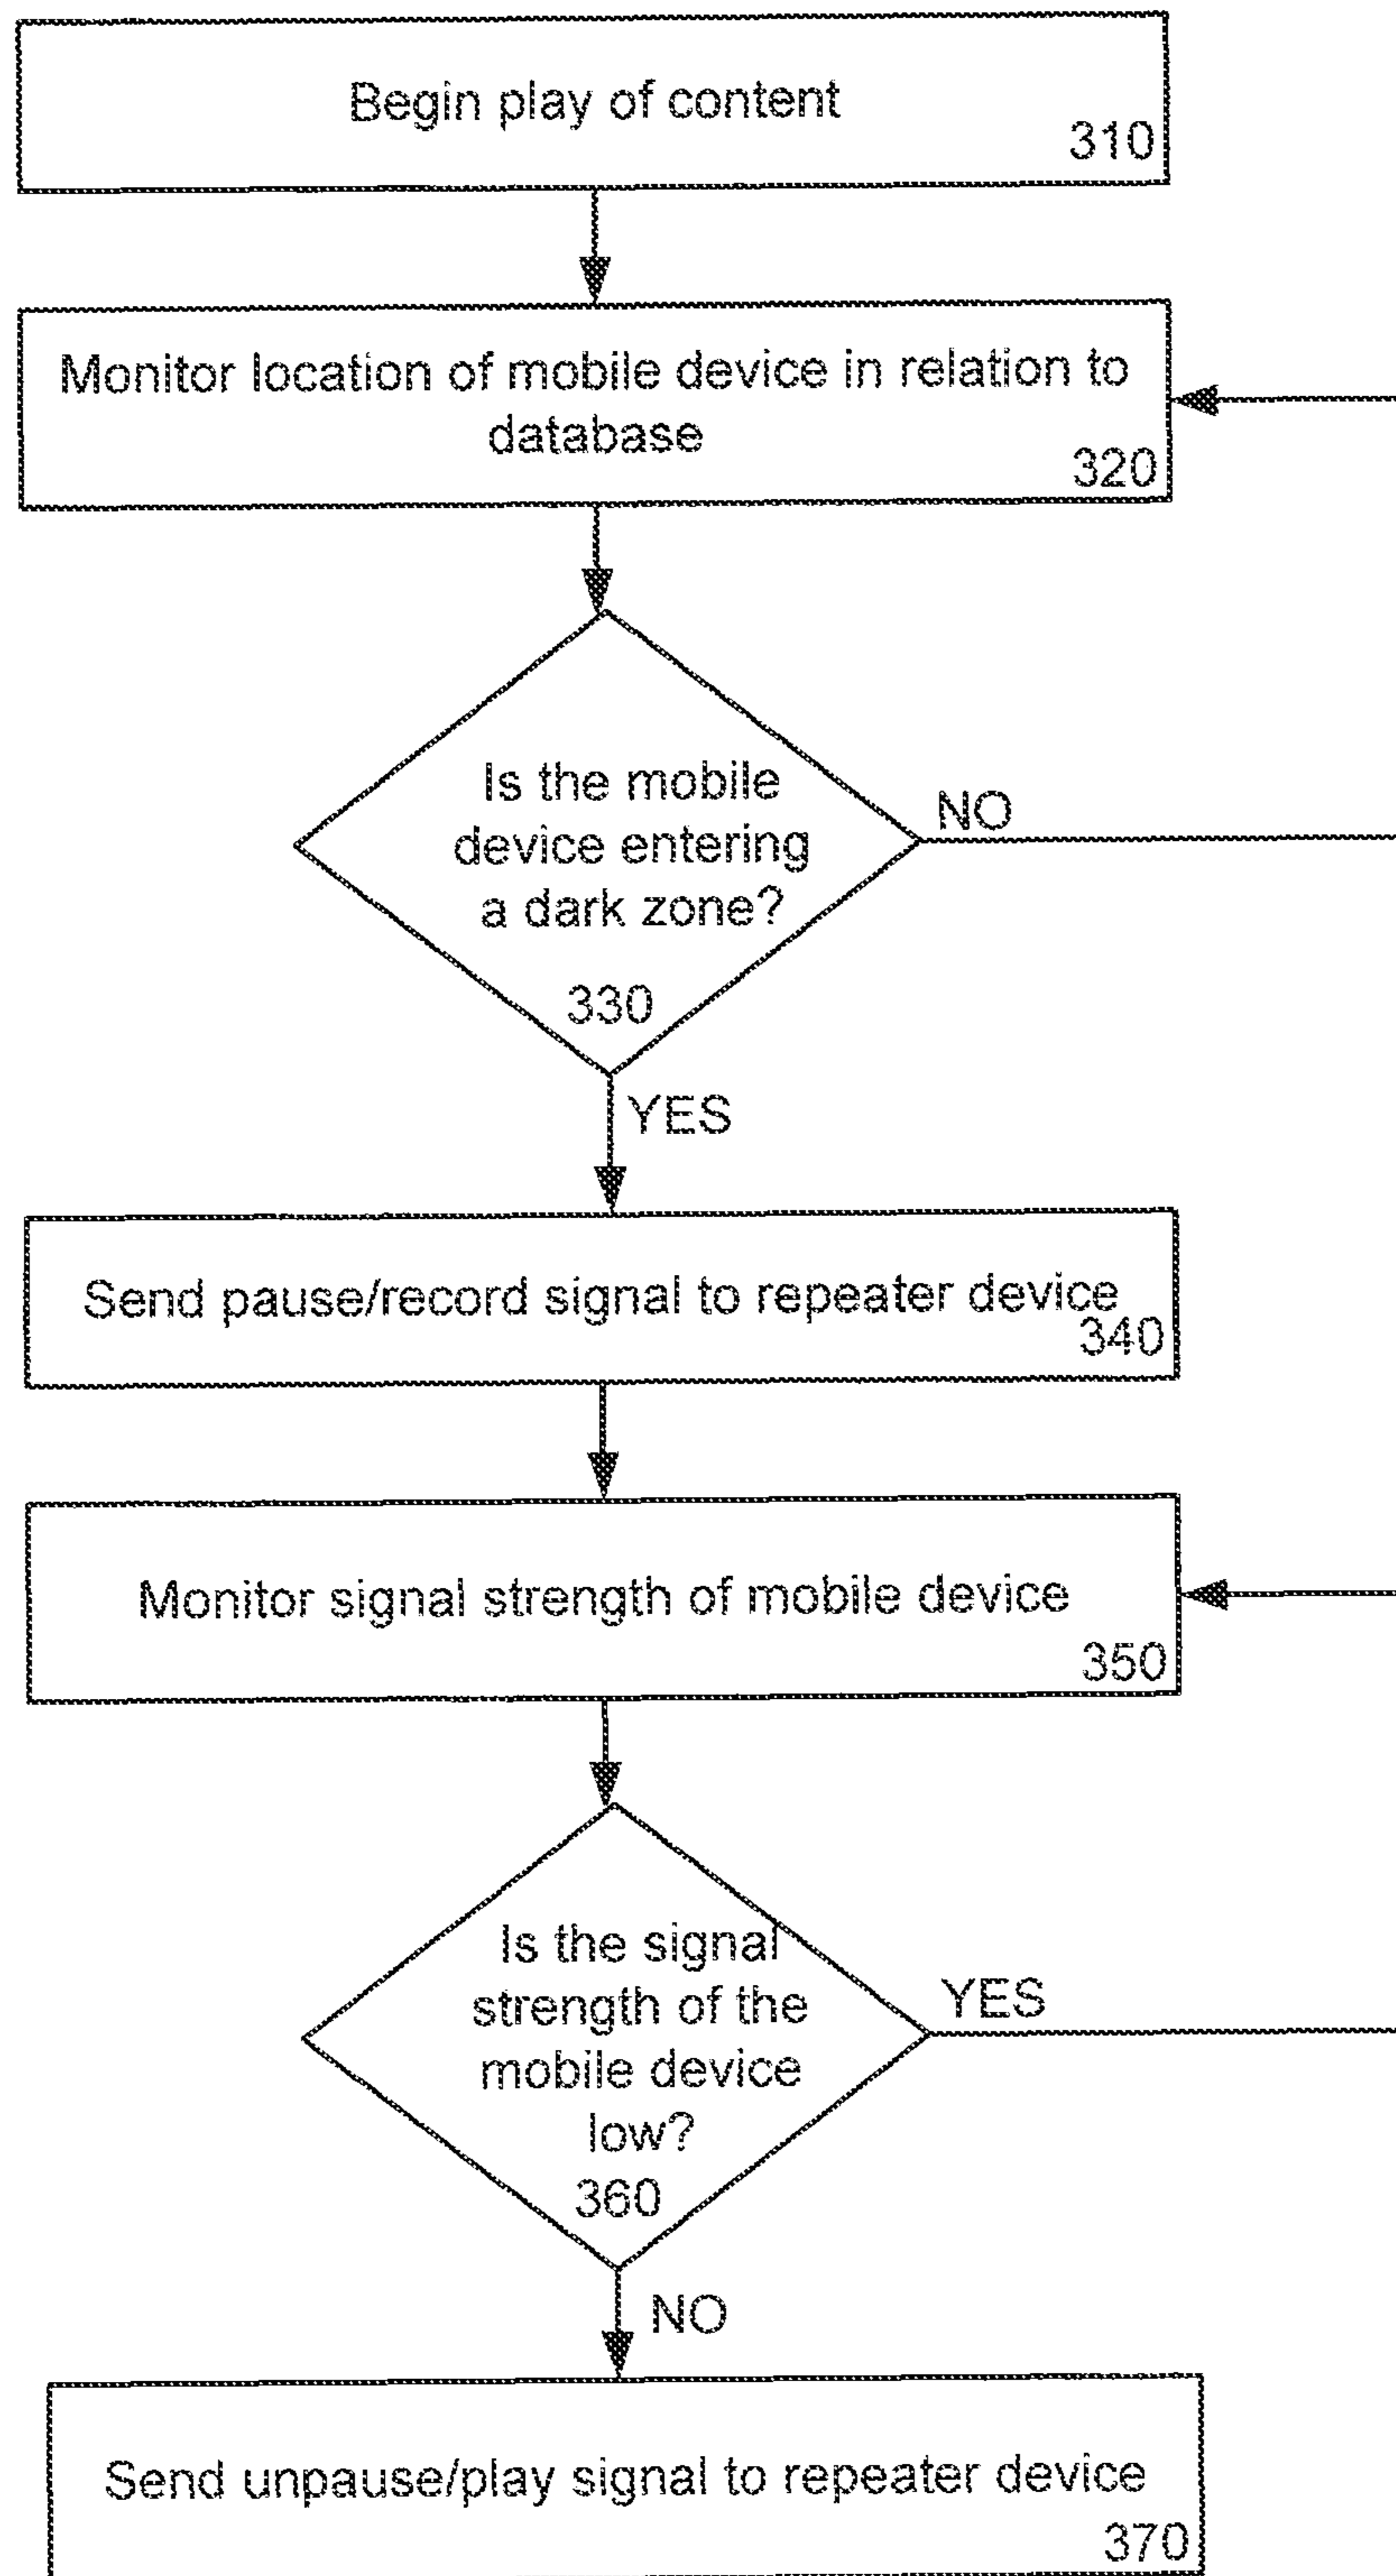 Begin play of content
310
Monitor location of mobile device in relation to
database
320
Is the mobile
device entering
a dark zone?
330
NO
YES
Send pause/record signal to repeater device
340
Monitor signal strength of mobile device
350
Is the signal
strength of the
mobile device
low?
360
YES
NO
Send unpause/play signal to repeater device
370